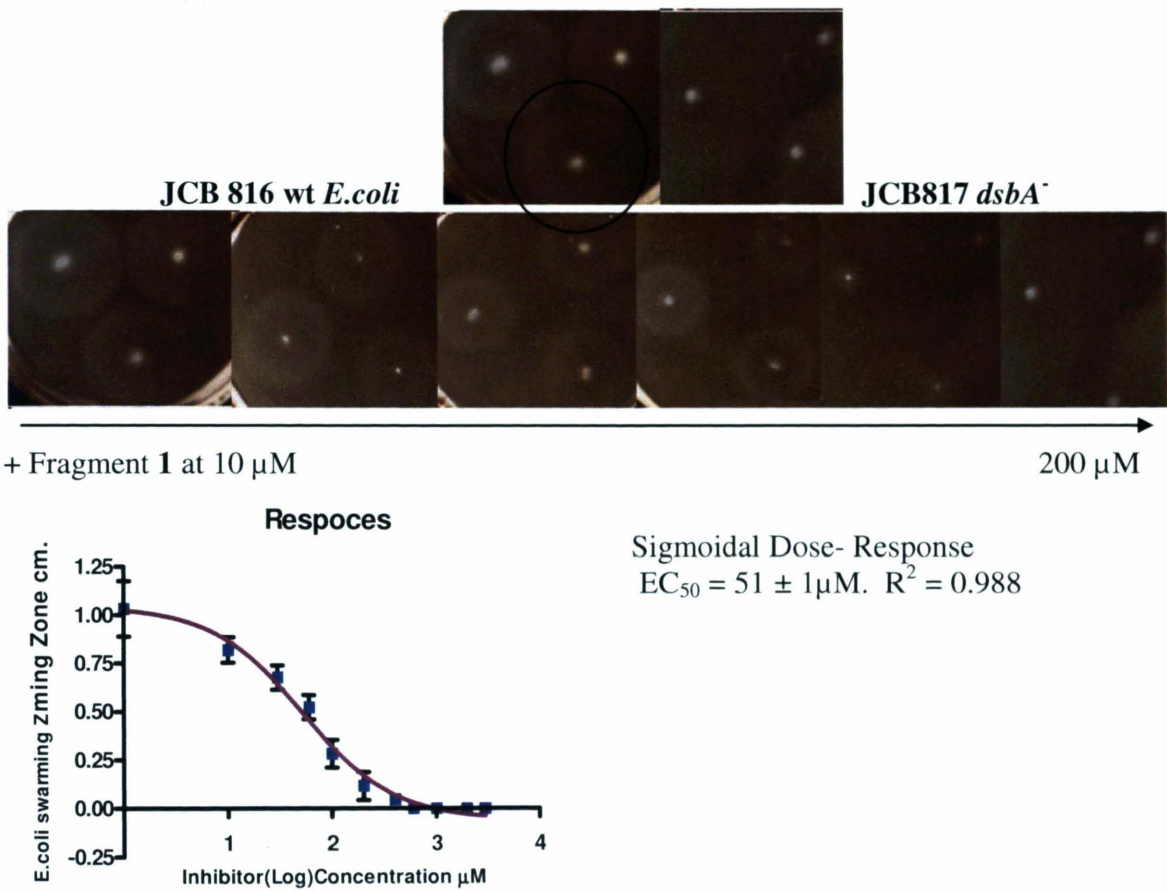 JCB 816 wt E.coli
JCB817 dsbA⁻
+ Fragment 1 at 10 µM
200 µM
Respoces
Sigmoidal Dose- Response
EC₅₀ = 51 ± 1µM. R² = 0.988
E.coli swarming Zming Zone cm.
1.25
1.00
0.75
0.50
0.25
0.00
-0.25
1 2 3 4
Inhibitor(Log)Concentration µM